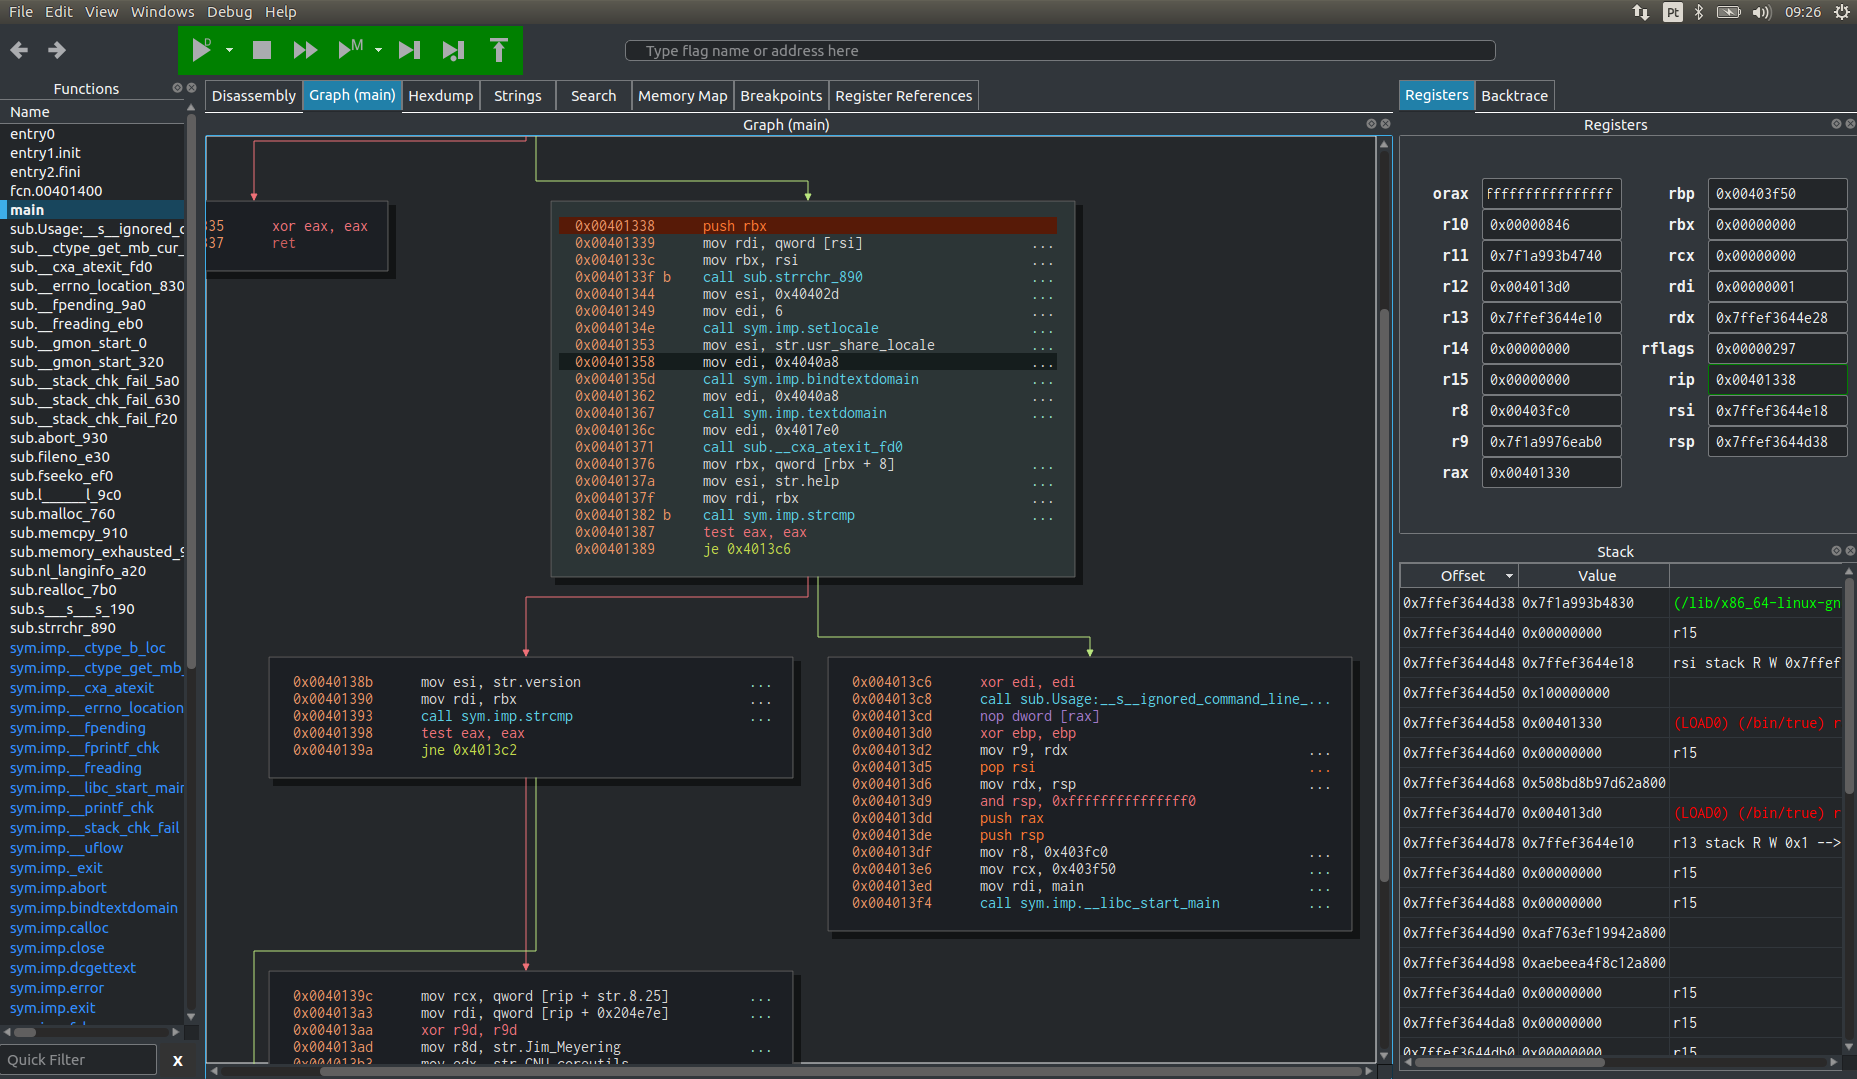 File Edit View Windows Debug Help
Pt 09:26
D M
Type flag name or address here
Functions
Name
entry0
entry1.init
entry2.fini
fcn.00401400
main
sub.Usage:__s__ignored_c
sub.__ctype_get_mb_cur_
sub.__cxa_atexit_fd0
sub.__errno_location_830
sub.__fpending_9a0
sub.__freading_eb0
sub.__gmon_start_0
sub.__gmon_start_320
sub.__stack_chk_fail_5a0
sub.__stack_chk_fail_630
sub.__stack_chk_fail_f20
sub.abort_930
sub.fileno_e30
sub.fseeko_ef0
sub.l______l_9c0
sub.malloc_760
sub.memcpy_910
sub.memory_exhausted_9
sub.nl_langinfo_a20
sub.realloc_7b0
sub.s___s___s_190
sub.strrchr_890
sym.imp.__ctype_b_loc
sym.imp.__ctype_get_mb_
sym.imp.__cxa_atexit
sym.imp.__errno_location
sym.imp.__fpending
sym.imp.__fprintf_chk
sym.imp.__freading
sym.imp.__libc_start_main
sym.imp.__printf_chk
sym.imp.__stack_chk_fail
sym.imp.__uflow
sym.imp._exit
sym.imp.abort
sym.imp.bindtextdomain
sym.imp.calloc
sym.imp.close
sym.imp.dcgettext
sym.imp.error
sym.imp.exit
Quick Filter X
Disassembly Graph (main) Hexdump Strings Search Memory Map Breakpoints Register References
Graph (main)
335 xor eax, eax
337 ret
0x00401338 push rbx
0x00401339 mov rdi, qword [rsi] ...
0x0040133c mov rbx, rsi ...
0x0040133f b call sub.strrchr_890 ...
0x00401344 mov esi, 0x40402d ...
0x00401349 mov edi, 6 ...
0x0040134e call sym.imp.setlocale ...
0x00401353 mov esi, str.usr_share_locale ...
0x00401358 mov edi, 0x4040a8 ...
0x0040135d call sym.imp.bindtextdomain ...
0x00401362 mov edi, 0x4040a8 ...
0x00401367 call sym.imp.textdomain ...
0x0040136c mov edi, 0x4017e0
0x00401371 call sub.__cxa_atexit_fd0
0x00401376 mov rbx, qword [rbx + 8] ...
0x0040137a mov esi, str.help ...
0x0040137f mov rdi, rbx ...
0x00401382 b call sym.imp.strcmp ...
0x00401387 test eax, eax
0x00401389 je 0x4013c6
0x0040138b mov esi, str.version ...
0x00401390 mov rdi, rbx ...
0x00401393 call sym.imp.strcmp ...
0x00401398 test eax, eax
0x0040139a jne 0x4013c2
0x004013c6 xor edi, edi
0x004013c8 call sub.Usage:__s__ignored_command_line_...
0x004013cd nop dword [rax]
0x004013d0 xor ebp, ebp
0x004013d2 mov r9, rdx ...
0x004013d5 pop rsi ...
0x004013d6 mov rdx, rsp ...
0x004013d9 and rsp, 0xfffffffffffffff0
0x004013dd push rax
0x004013de push rsp
0x004013df mov r8, 0x403fc0 ...
0x004013e6 mov rcx, 0x403f50 ...
0x004013ed mov rdi, main ...
0x004013f4 call sym.imp.__libc_start_main ...
0x0040139c mov rcx, qword [rip + str.8.25] ...
0x004013a3 mov rdi, qword [rip + 0x204e7e] ...
0x004013aa xor r9d, r9d
0x004013ad mov r8d, str.Jim_Meyering ...
0x004013b3 mov edx, str.GNU_coreutils
Registers Backtrace
Registers
orax ffffffffffffffff rbp 0x00403f50
r10 0x00000846 rbx 0x00000000
r11 0x7f1a993b4740 rcx 0x00000000
r12 0x004013d0 rdi 0x00000001
r13 0x7ffef3644e10 rdx 0x7ffef3644e28
r14 0x00000000 rflags 0x00000297
r15 0x00000000 rip 0x00401338
r8 0x00403fc0 rsi 0x7ffef3644e18
r9 0x7f1a9976eab0 rsp 0x7ffef3644d38
rax 0x00401330
Stack
Offset Value
0x7ffef3644d38 0x7f1a993b4830 (/lib/x86_64-linux-gn
0x7ffef3644d40 0x00000000 r15
0x7ffef3644d48 0x7ffef3644e18 rsi stack R W 0x7ffef
0x7ffef3644d50 0x100000000
0x7ffef3644d58 0x00401330 (LOAD0) (/bin/true) r
0x7ffef3644d60 0x00000000 r15
0x7ffef3644d68 0x508bd8b97d62a800
0x7ffef3644d70 0x004013d0 (LOAD0) (/bin/true) r
0x7ffef3644d78 0x7ffef3644e10 r13 stack R W 0x1 -->
0x7ffef3644d80 0x00000000 r15
0x7ffef3644d88 0x00000000 r15
0x7ffef3644d90 0xaf763ef19942a800
0x7ffef3644d98 0xaebeea4f8c12a800
0x7ffef3644da0 0x00000000 r15
0x7ffef3644da8 0x00000000 r15
0x7ffef3644db0 0x00000000 r15